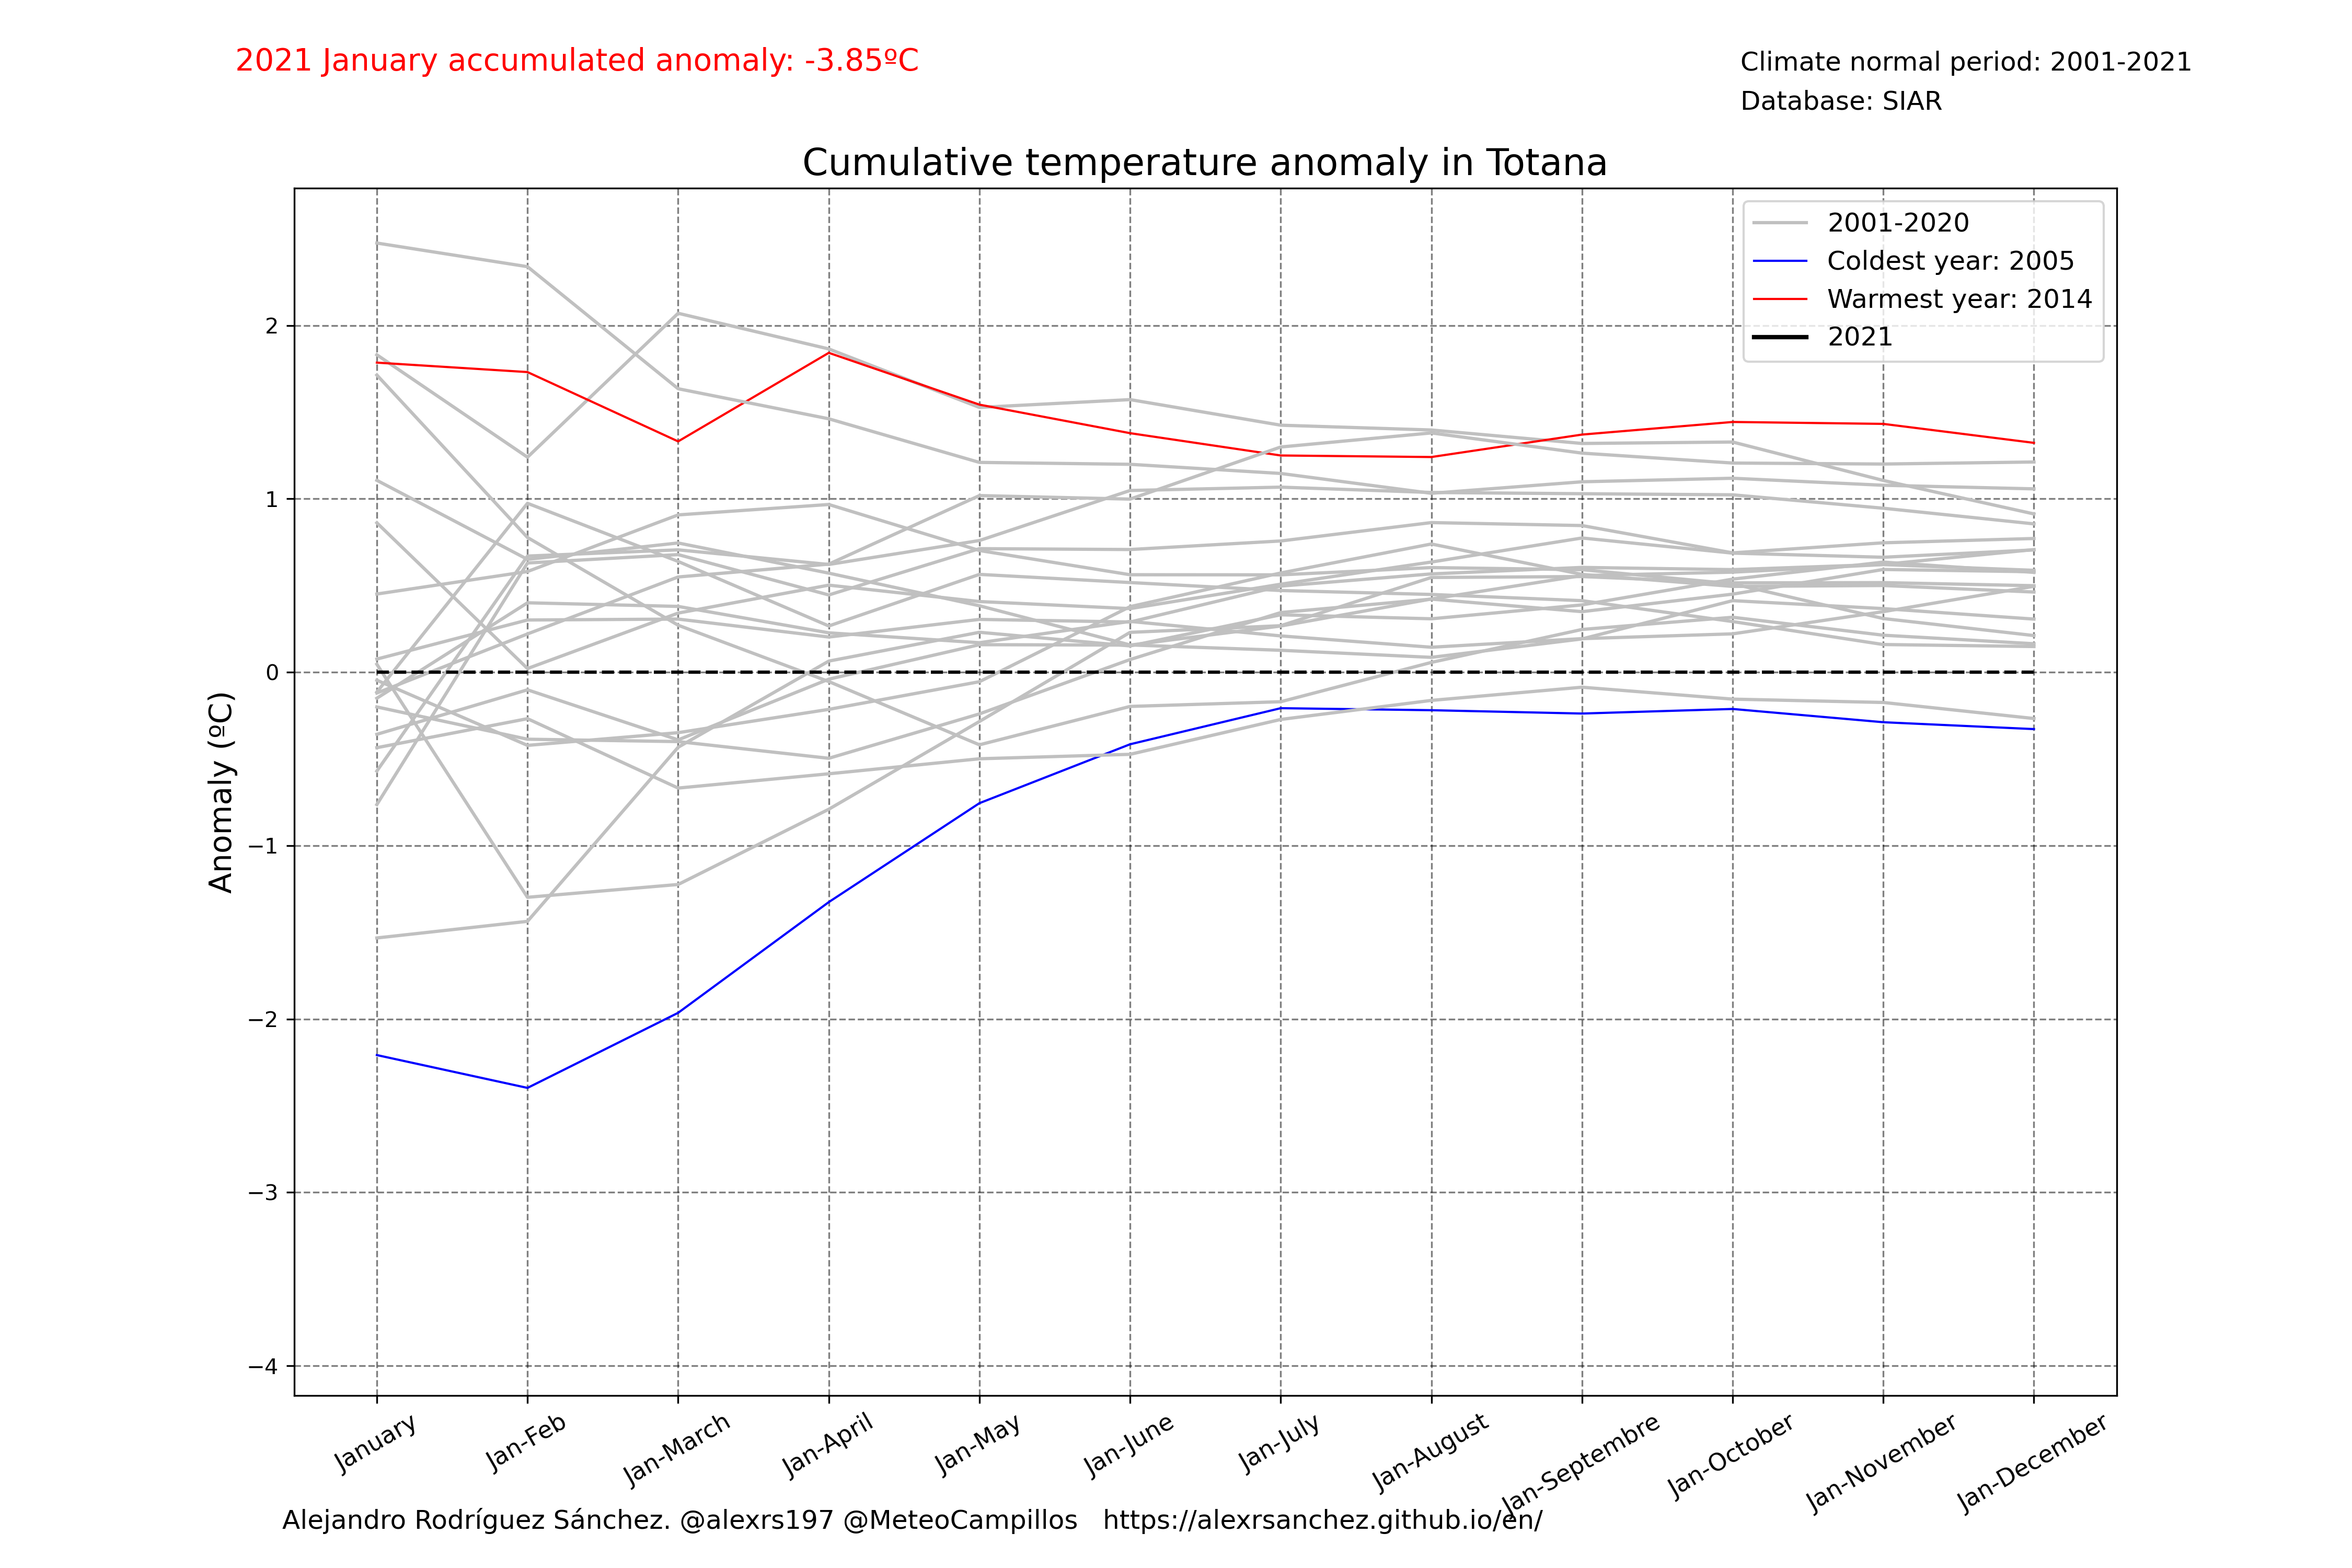 2021 January accumulated anomaly: -3.85ºC
Climate normal period: 2001-2021
Database: SIAR
Cumulative temperature anomaly in Totana
2001-2020
Coldest year: 2005
Warmest year: 2014
2021
Anomaly (ºC)
2
1
0
−1
−2
−3
−4
January
Jan-Feb
Jan-March
Jan-April
Jan-May
Jan-June
Jan-July
Jan-August
Jan-Septembre
Jan-October
Jan-November
Jan-December
Alejandro Rodríguez Sánchez. @alexrs197 @MeteoCampillos https://alexrsanchez.github.io/en/